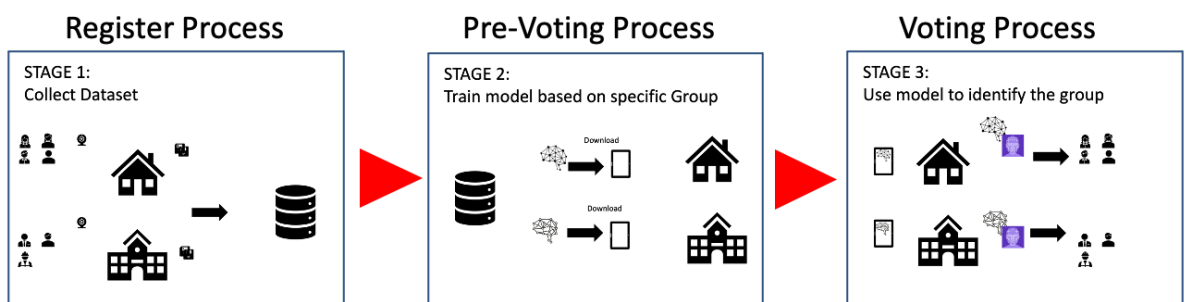 Register Process
Pre-Voting Process
Voting Process
STAGE 1:
Collect Dataset
STAGE 2:
Train model based on specific Group
Download
Download
STAGE 3:
Use model to identify the group